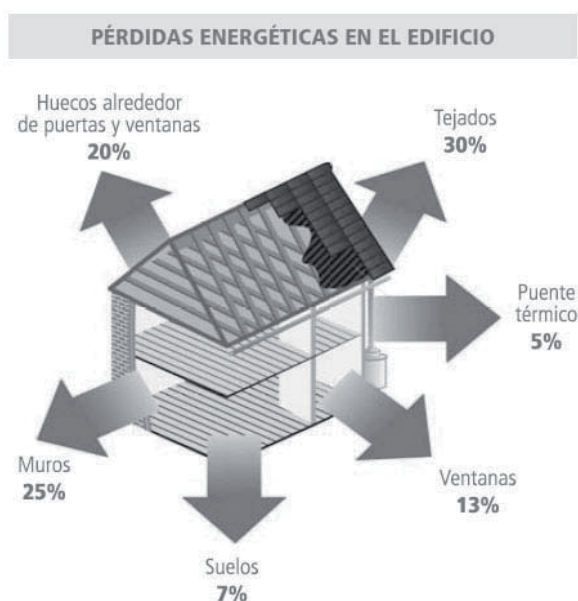 PÉRDIDAS ENERGÉTICAS EN EL EDIFICIO
Huecos alrededor
de puertas y ventanas
20%
Tejados
30%
Puente
térmico
5%
Muros
25%
Ventanas
13%
Suelos
7%